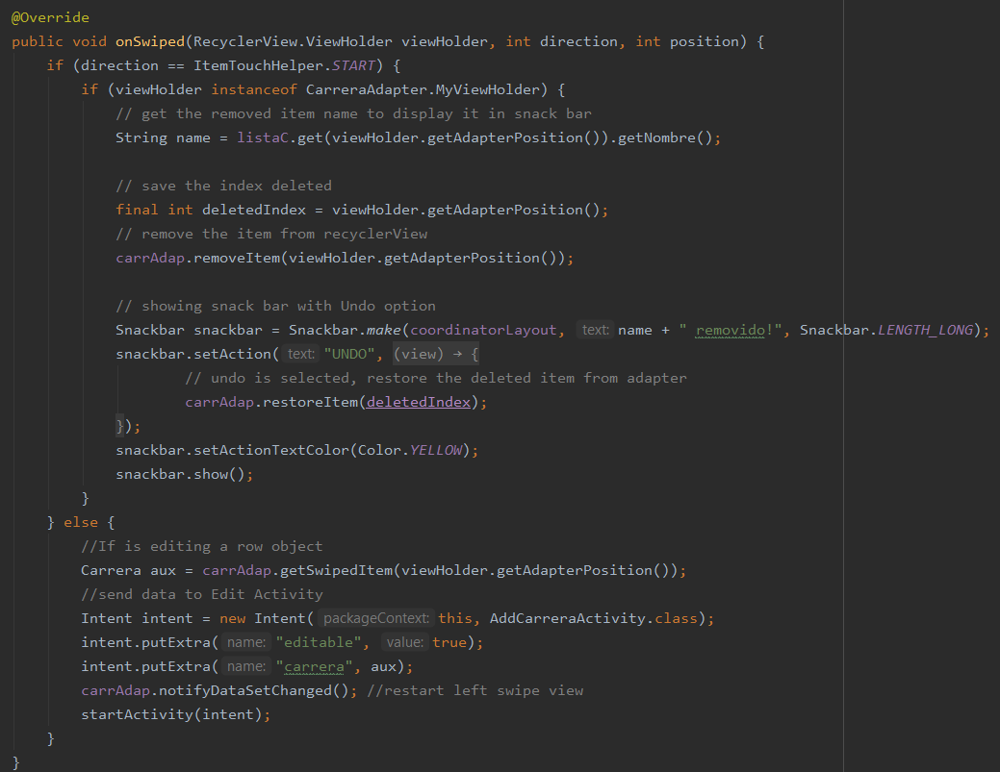 @Override
public void onSwiped(RecyclerView.ViewHolder viewHolder, int direction, int position) {
if (direction == ItemTouchHelper.START) {
if (viewHolder instanceof CarreraAdapter.MyViewHolder) {
// get the removed item name to display it in snack bar
String name = listaC.get(viewHolder.getAdapterPosition()).getNombre();
// save the index deleted
final int deletedIndex = viewHolder.getAdapterPosition();
// remove the item from recyclerView
carrAdap.removeItem(viewHolder.getAdapterPosition());
// showing snack bar with Undo option
Snackbar snackbar = Snackbar.make(coordinatorLayout, text: name + " removido!", Snackbar.LENGTH_LONG);
snackbar.setAction( text: "UNDO", (view) → {
// undo is selected, restore the deleted item from adapter
carrAdap.restoreItem(deletedIndex);
});
snackbar.setActionTextColor(Color.YELLOW);
snackbar.show();
}
} else {
//If is editing a row object
Carrera aux = carrAdap.getSwipedItem(viewHolder.getAdapterPosition());
//send data to Edit Activity
Intent intent = new Intent( packageContext: this, AddCarreraActivity.class);
intent.putExtra( name: "editable", value: true);
intent.putExtra( name: "carrera", aux);
carrAdap.notifyDataSetChanged(); //restart left swipe view
startActivity(intent);
}
}